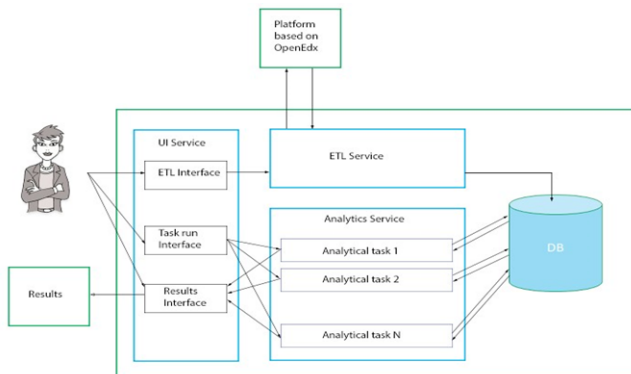 Platform
based on
OpenEdx
UI Service
ETL Interface
ETL Service
Task run
Interface
Analytics Service
Analytical task 1
Analytical task 2
Results
Interface
Results
Analytical task N
DB